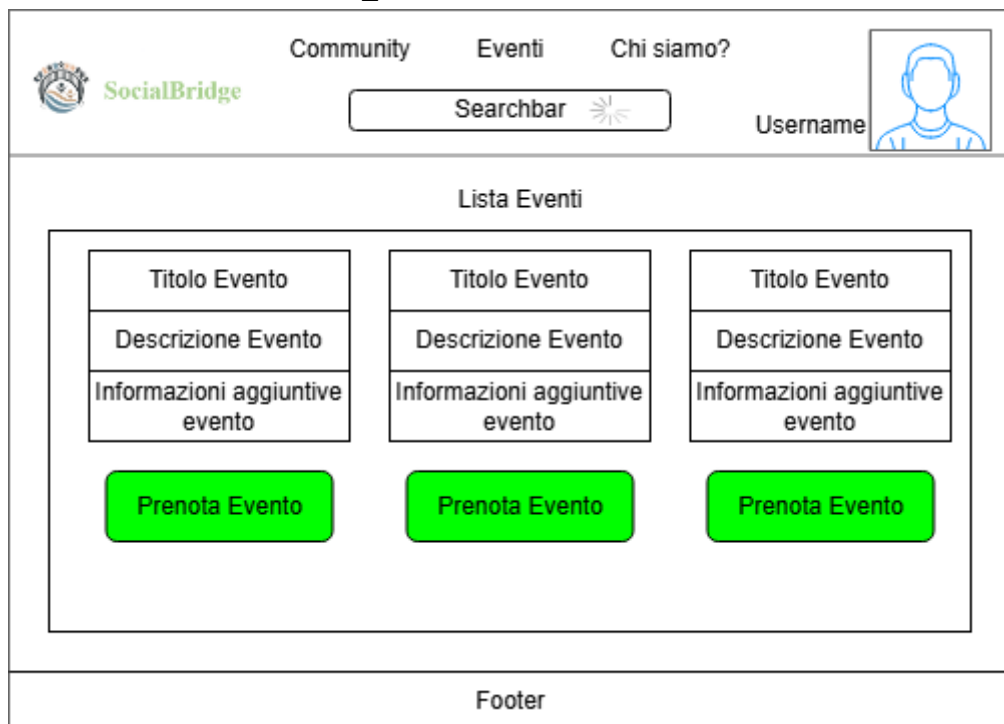 Community Eventi Chi siamo?
SocialBridge
Searchbar
Username
Lista Eventi
Titolo Evento Titolo Evento Titolo Evento
Descrizione Evento Descrizione Evento Descrizione Evento
Informazioni aggiuntive Informazioni aggiuntive Informazioni aggiuntive
evento evento evento
Prenota Evento Prenota Evento Prenota Evento
Footer